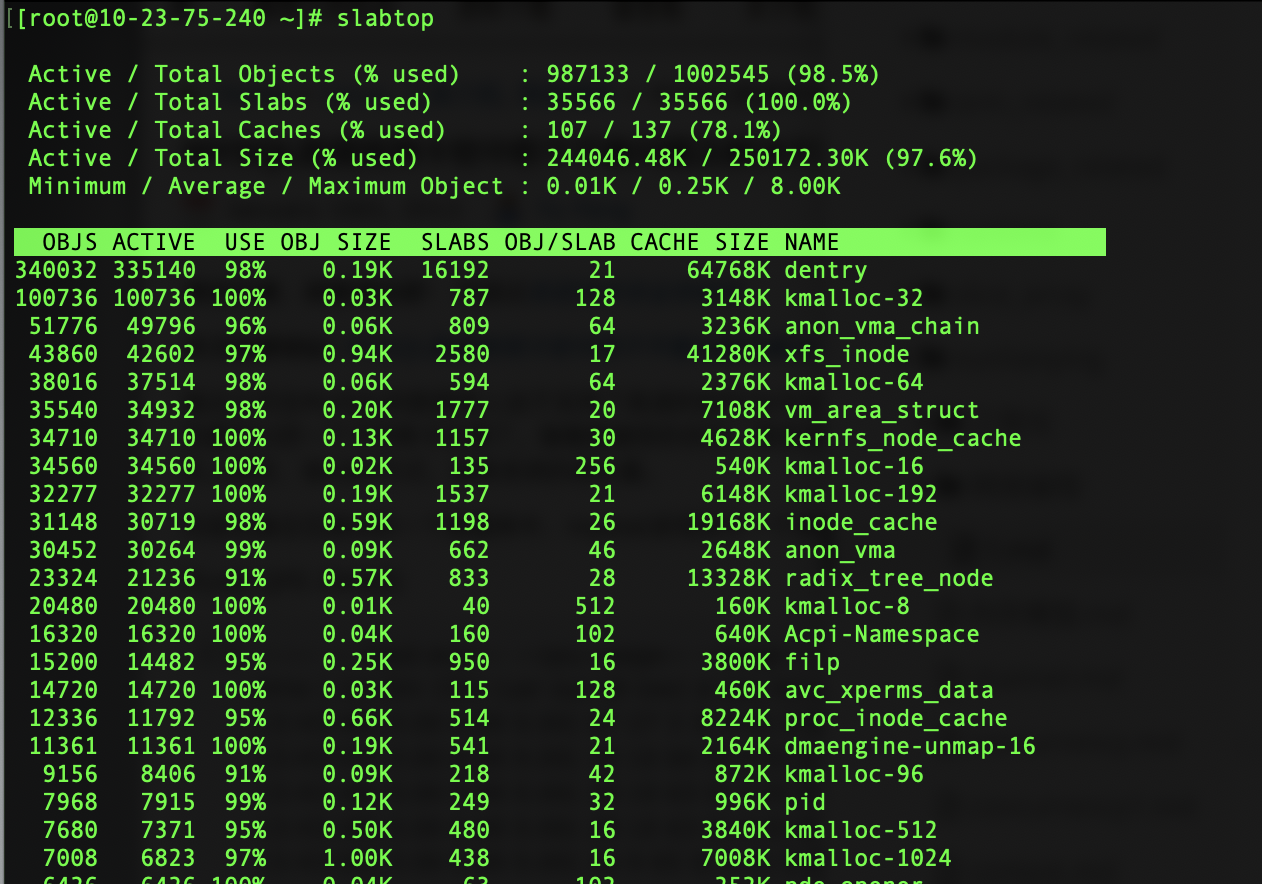 [[root@10-23-75-240 ~]# slabtop
Active / Total Objects (% used)    : 987133 / 1002545 (98.5%)
Active / Total Slabs (% used)      : 35566 / 35566 (100.0%)
Active / Total Caches (% used)     : 107 / 137 (78.1%)
Active / Total Size (% used)       : 244046.48K / 250172.30K (97.6%)
Minimum / Average / Maximum Object : 0.01K / 0.25K / 8.00K
OBJS ACTIVE  USE OBJ SIZE  SLABS OBJ/SLAB CACHE SIZE NAME
340032 335140  98%    0.19K  16192       21     64768K dentry
100736 100736 100%    0.03K    787      128      3148K kmalloc-32
51776  49796  96%    0.06K    809       64      3236K anon_vma_chain
43860  42602  97%    0.94K   2580       17     41280K xfs_inode
38016  37514  98%    0.06K    594       64      2376K kmalloc-64
35540  34932  98%    0.20K   1777       20      7108K vm_area_struct
34710  34710 100%    0.13K   1157       30      4628K kernfs_node_cache
34560  34560 100%    0.02K    135      256       540K kmalloc-16
32277  32277 100%    0.19K   1537       21      6148K kmalloc-192
31148  30719  98%    0.59K   1198       26     19168K inode_cache
30452  30264  99%    0.09K    662       46      2648K anon_vma
23324  21236  91%    0.57K    833       28     13328K radix_tree_node
20480  20480 100%    0.01K     40      512       160K kmalloc-8
16320  16320 100%    0.04K    160      102       640K Acpi-Namespace
15200  14482  95%    0.25K    950       16      3800K filp
14720  14720 100%    0.03K    115      128       460K avc_xperms_data
12336  11792  95%    0.66K    514       24      8224K proc_inode_cache
11361  11361 100%    0.19K    541       21      2164K dmaengine-unmap-16
9156   8406  91%    0.09K    218       42       872K kmalloc-96
7968   7915  99%    0.12K    249       32       996K pid
7680   7371  95%    0.50K    480       16      3840K kmalloc-512
7008   6823  97%    1.00K    438       16      7008K kmalloc-1024